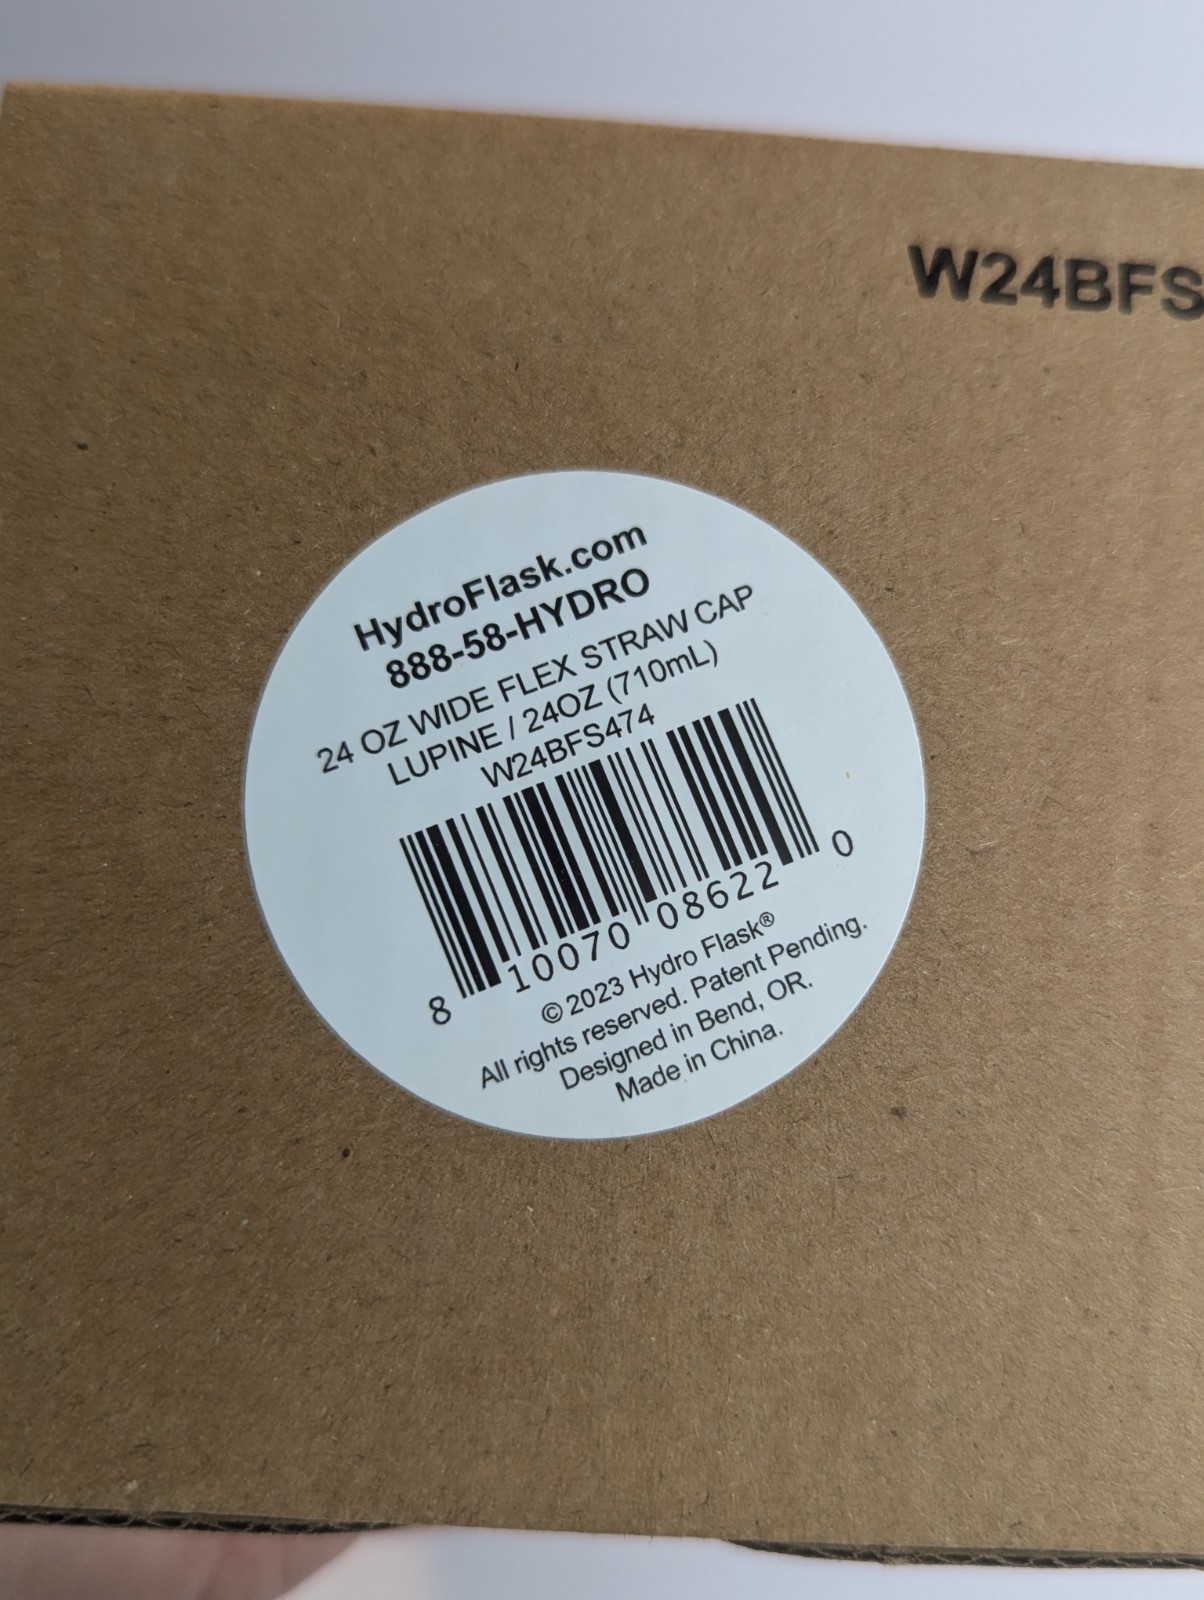 W24BFS
HydroFlask.com
888-58-HYDRO
24 OZ WIDE FLEX STRAW CAP
LUPINE / 24OZ (710mL)
W24BFS474
8 10070 08622 0
© 2023 Hydro Flask®
All rights reserved. Patent Pending.
Designed in Bend, OR.
Made in China.